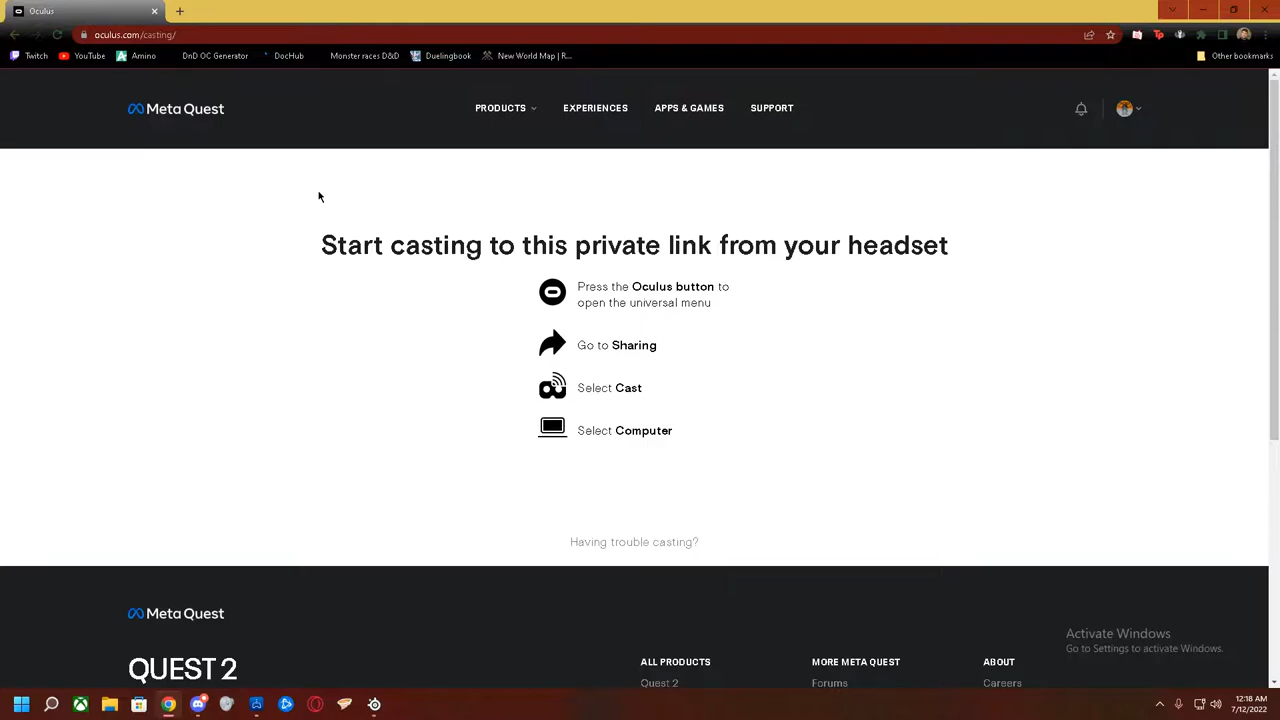 Oculus
oculus.com/casting/
Twitch
YouTube
Amino
DnD OC Generator
DocHub
Monster races D&D
Duelingbook
New World Map | R...
Other bookmarks
Meta Quest
PRODUCTS
EXPERIENCES
APPS & GAMES
SUPPORT
Start casting to this private link from your headset
Press the Oculus button to
open the universal menu
Go to Sharing
Select Cast
Select Computer
Having trouble casting?
Meta Quest
Activate Windows
Go to Settings to activate Windows.
QUEST 2
ALL PRODUCTS
MORE META QUEST
ABOUT
Quest 2
Forums
Careers
12:18 AM
7/12/2022